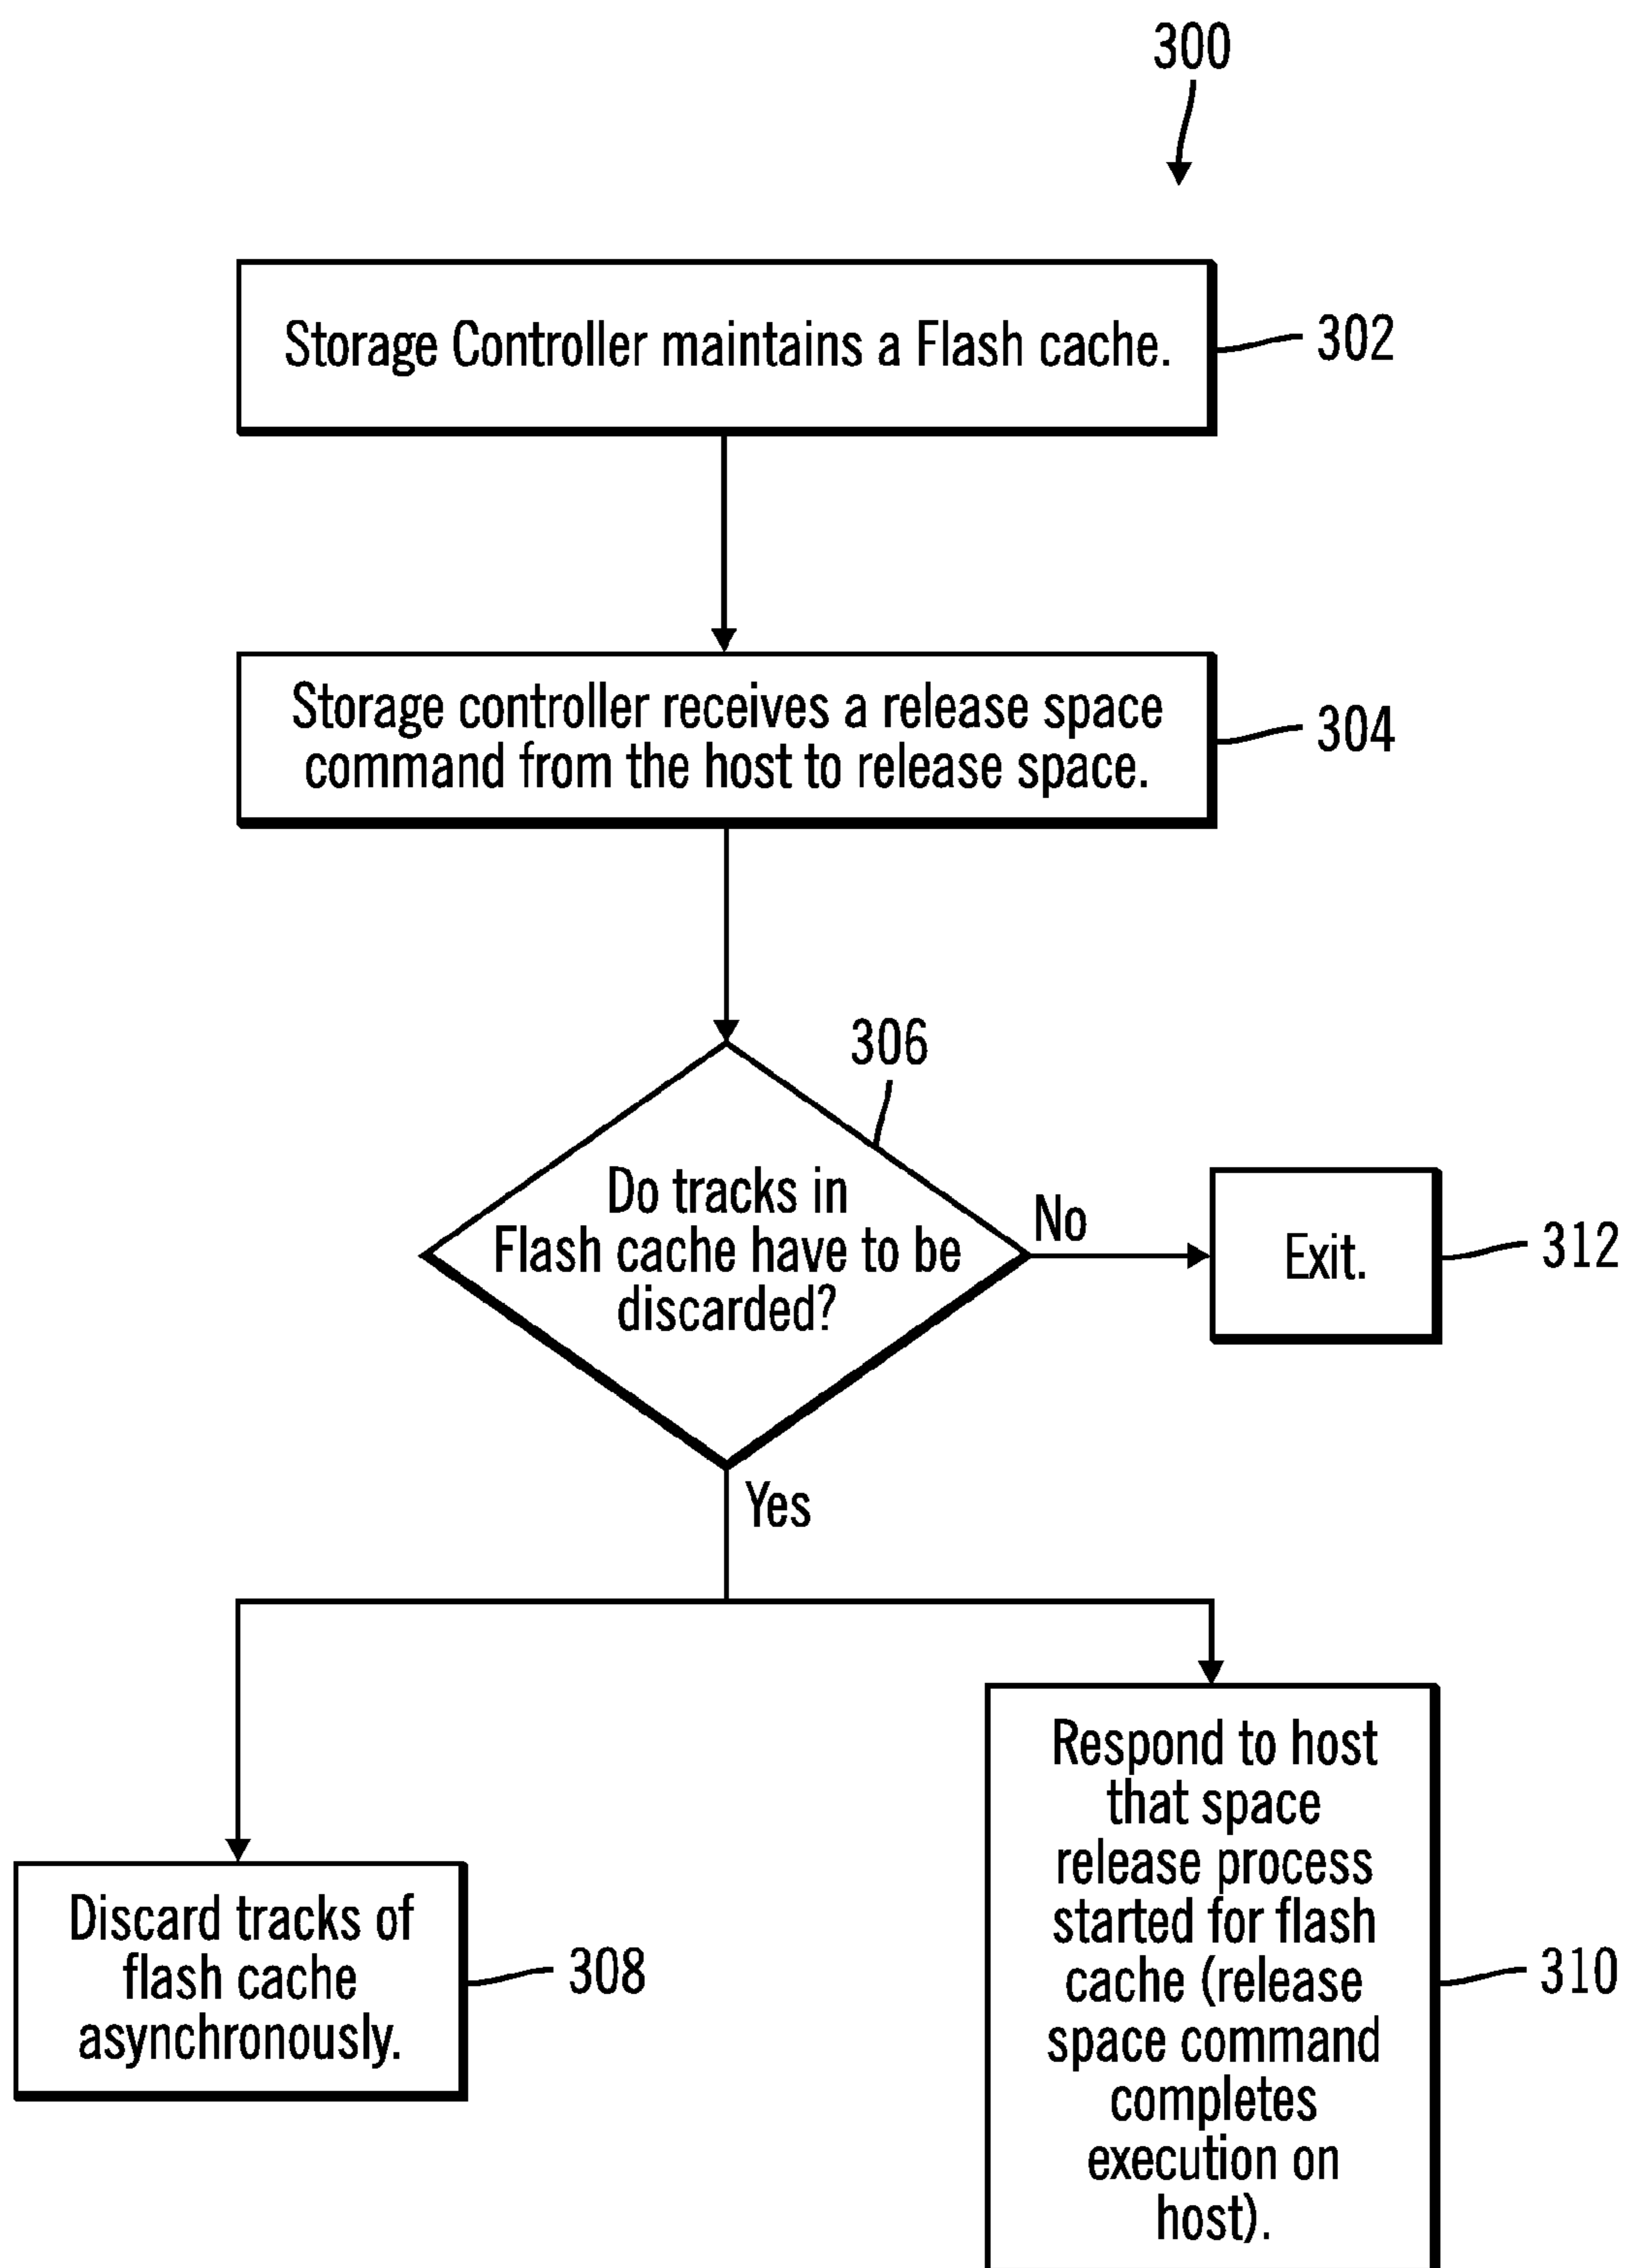 300
Storage Controller maintains a Flash cache.
302
Storage controller receives a release space
command from the host to release space.
304
306
Do tracks in
Flash cache have to be
discarded?
No
Exit.
312
Yes
Discard tracks of
flash cache
asynchronously.
308
Respond to host
that space
release process
started for flash
cache (release
space command
completes
execution on
host).
310